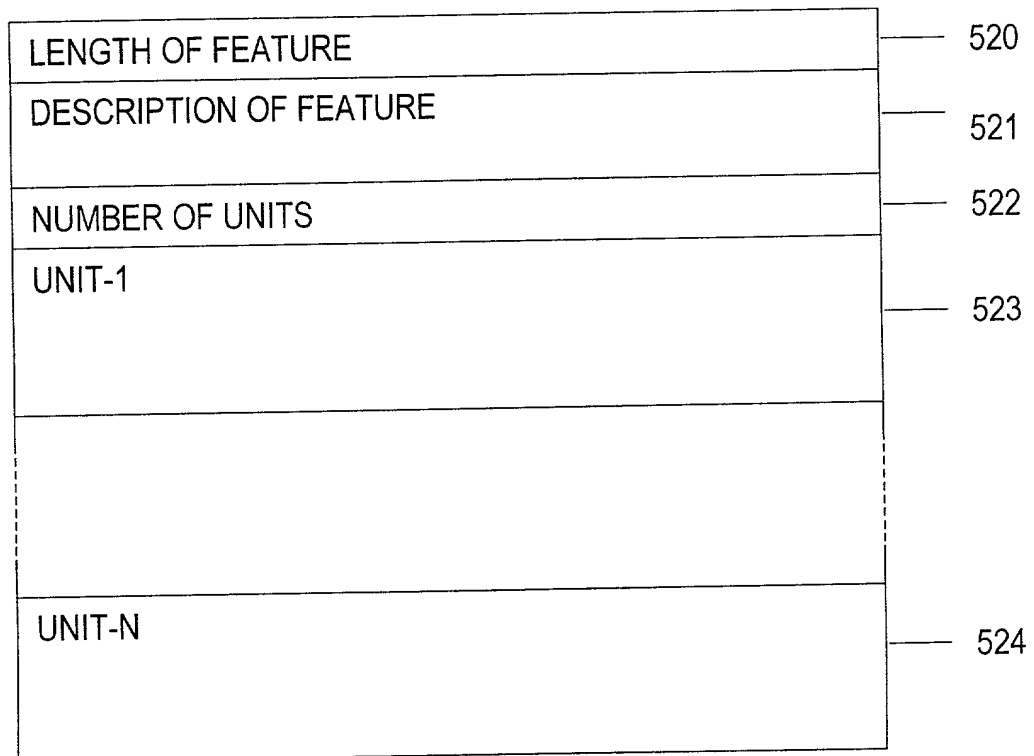 LENGTH OF FEATURE 520
DESCRIPTION OF FEATURE 521
NUMBER OF UNITS 522
UNIT-1 523
UNIT-N 524